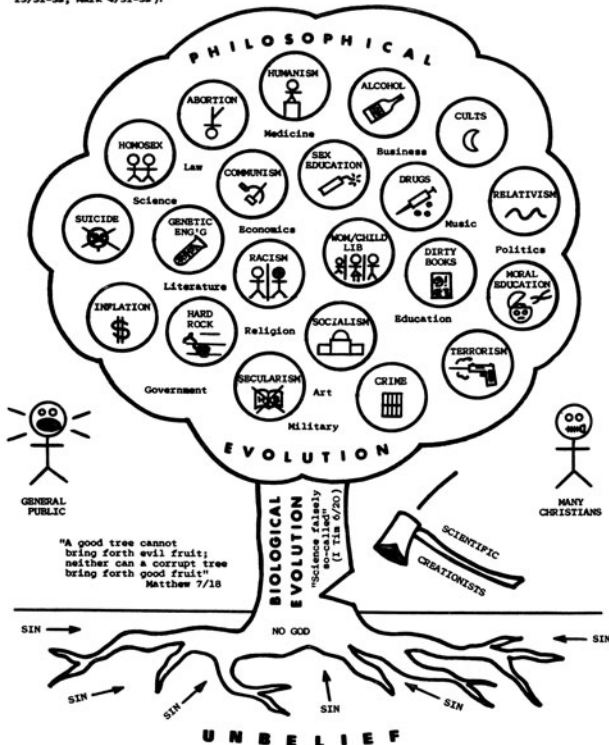 PHILOSOPHICAL
HUMANISM
ALCOHOL
ABORTION
CULTS
Medicine
Business
HOMOSEX
Law
COMMUNISM
SEX
EDUCATION
DRUGS
RELATIVISM
Science
SUICIDE
GENETIC
ENG'G
Economics
WOM/CHILD
LIB
Music
Politics
RACISM
DIRTY
BOOKS
MORAL
EDUCATION
Literature
INFLATION
$
HARD
ROCK
Religion
SOCIALISM
Education
TERRORISM
Government
SECULARISM
Art
CRIME
Military
EVOLUTION
GENERAL
PUBLIC
MANY
CHRISTIANS
BIOLOGICAL
EVOLUTION
"Science falsely
so-called"
(I Tim 6/20)
SCIENTIFIC
CREATIONISTS
"A good tree cannot
bring forth evil fruit;
neither can a corrupt tree
bring forth good fruit"
Matthew 7/18
NO GOD
SIN
SIN
SIN
SIN
SIN
SIN
SIN
UNBELIEF